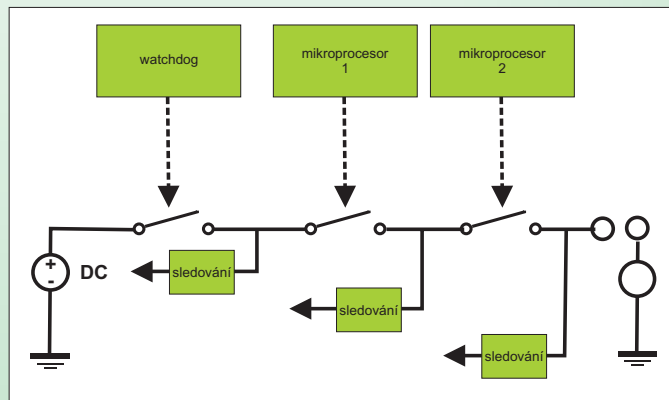 watchdog
mikroprocesor
1
mikroprocesor
2
+
-
DC
sledování
sledování
sledování